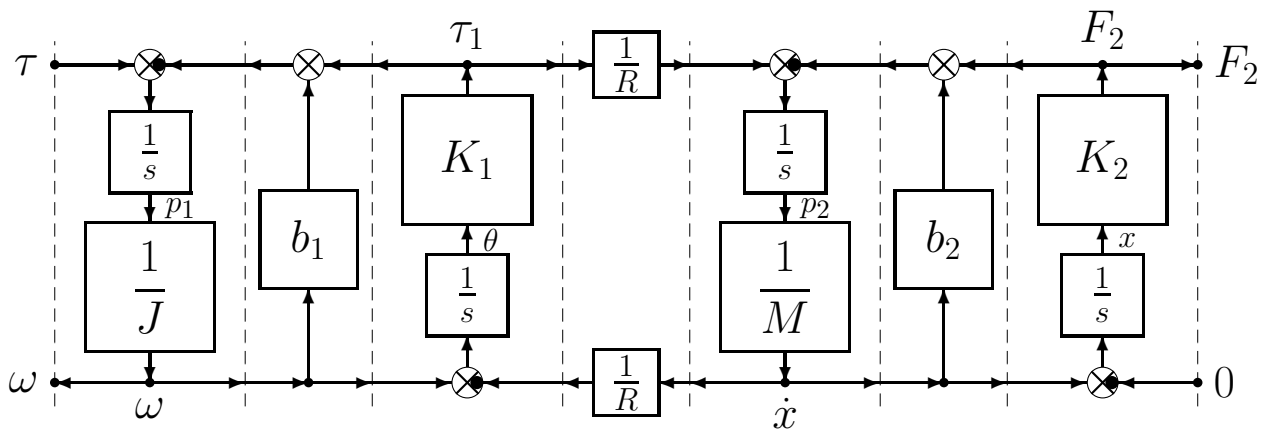 τ τ₁ F₂ F₂
1/R
1/s K₁ 1/s K₂
p₁ p₂
1/J b₁ θ 1/M b₂ x
1/s 1/s
1/R
ω ω ẋ 0